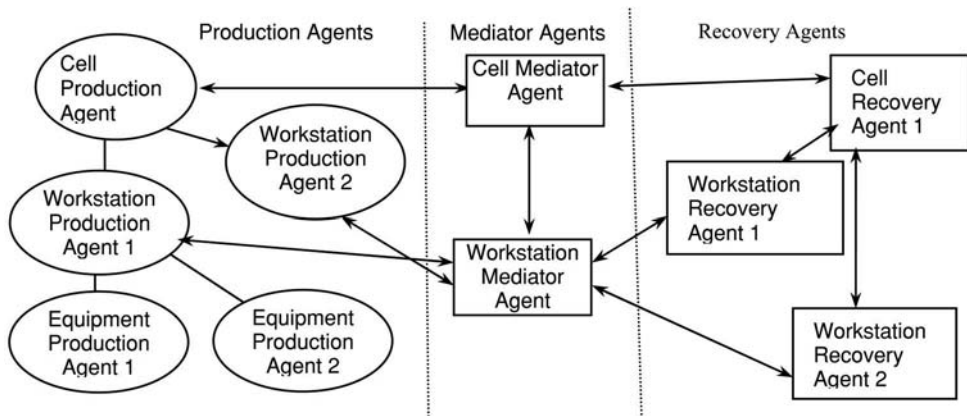 Production Agents
Mediator Agents
Recovery Agents
Cell
Production
Agent
Cell Mediator
Agent
Cell
Recovery
Agent 1
Workstation
Production
Agent 2
Workstation
Production
Agent 1
Workstation
Recovery
Agent 1
Workstation
Mediator
Agent
Equipment
Production
Agent 1
Equipment
Production
Agent 2
Workstation
Recovery
Agent 2